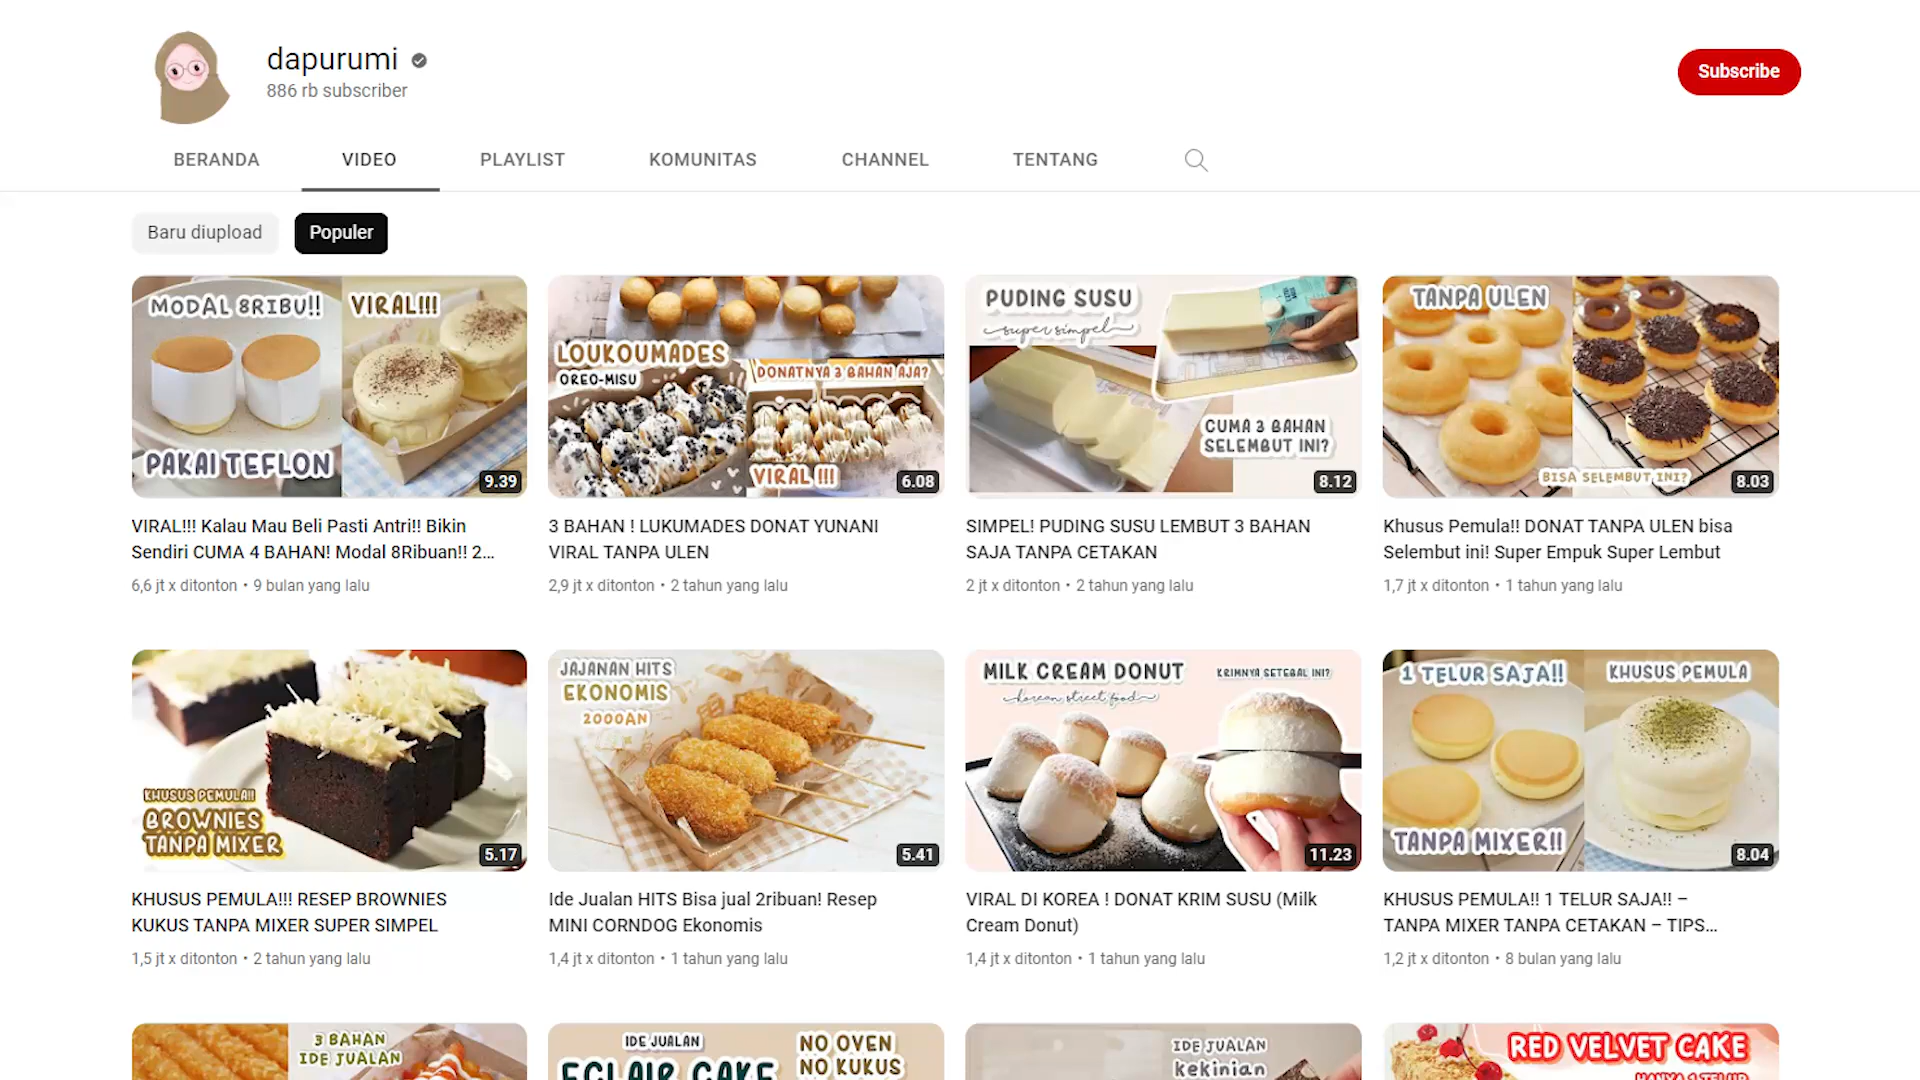 dapurumi
886 rb subscriber
Subscribe
BERANDA
VIDEO
PLAYLIST
KOMUNITAS
CHANNEL
TENTANG
Baru diupload
Populer
MODAL 8RIBU!!
VIRAL!!!
PAKAI TEFLON
9.39
LOUKOUMADES
OREO-MISU
DONATNYA 3 BAHAN AJA?
VIRAL !!!
6.08
PUDING SUSU
super simpel
CUMA 3 BAHAN
SELEMBUT INI?
8.12
TANPA ULEN
BISA SELEMBUT INI?
8.03
VIRAL!!! Kalau Mau Beli Pasti Antri!! Bikin
Sendiri CUMA 4 BAHAN! Modal 8Ribuan!! 2...
6,6 jt x ditonton • 9 bulan yang lalu
3 BAHAN ! LUKUMADES DONAT YUNANI
VIRAL TANPA ULEN
2,9 jt x ditonton • 2 tahun yang lalu
SIMPEL! PUDING SUSU LEMBUT 3 BAHAN
SAJA TANPA CETAKAN
2 jt x ditonton • 2 tahun yang lalu
Khusus Pemula!! DONAT TANPA ULEN bisa
Selembut ini! Super Empuk Super Lembut
1,7 jt x ditonton • 1 tahun yang lalu
KHUSUS PEMULA!!
BROWNIES
TANPA MIXER
5.17
JAJANAN HITS
EKONOMIS
2000AN
5.41
MILK CREAM DONUT
korean street food
KRIMNYA SETEBAL INI?
11.23
1 TELUR SAJA!!
KHUSUS PEMULA
TANPA MIXER!!
8.04
KHUSUS PEMULA!!! RESEP BROWNIES
KUKUS TANPA MIXER SUPER SIMPEL
1,5 jt x ditonton • 2 tahun yang lalu
Ide Jualan HITS Bisa jual 2ribuan! Resep
MINI CORNDOG Ekonomis
1,4 jt x ditonton • 1 tahun yang lalu
VIRAL DI KOREA ! DONAT KRIM SUSU (Milk
Cream Donut)
1,4 jt x ditonton • 1 tahun yang lalu
KHUSUS PEMULA!! 1 TELUR SAJA!! –
TANPA MIXER TANPA CETAKAN – TIPS...
1,2 jt x ditonton • 8 bulan yang lalu
3 BAHAN
IDE JUALAN
IDE JUALAN
ECLAIR CAKE
NO OVEN
NO KUKUS
IDE JUALAN
kekinian
RED VELVET CAKE
HANYA 1 TELUR